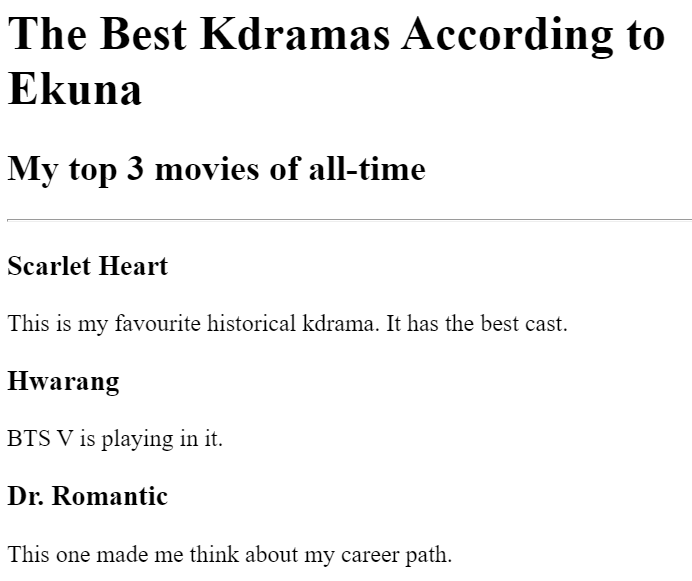 The Best Kdramas According to
Ekuna
My top 3 movies of all-time
Scarlet Heart
This is my favourite historical kdrama. It has the best cast.
Hwarang
BTS V is playing in it.
Dr. Romantic
This one made me think about my career path.